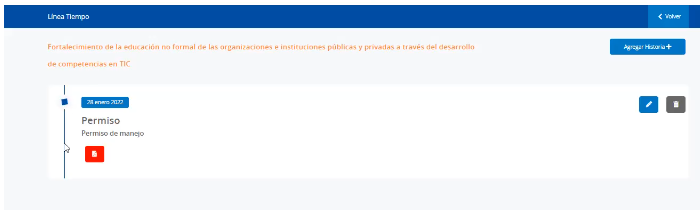 Línea Tiempo
Volver
Fortalecimiento de la educación no formal de las organizaciones e instituciones públicas y privadas a través del desarrollo
de competencias en TIC
Agregar Historia
28 enero 2022
Permiso
Permiso de manejo